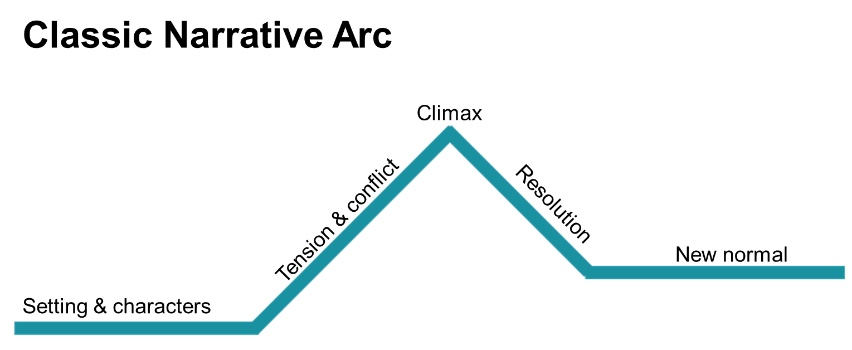 Classic Narrative Arc
Climax
Tension & conflict
Resolution
New normal
Setting & characters